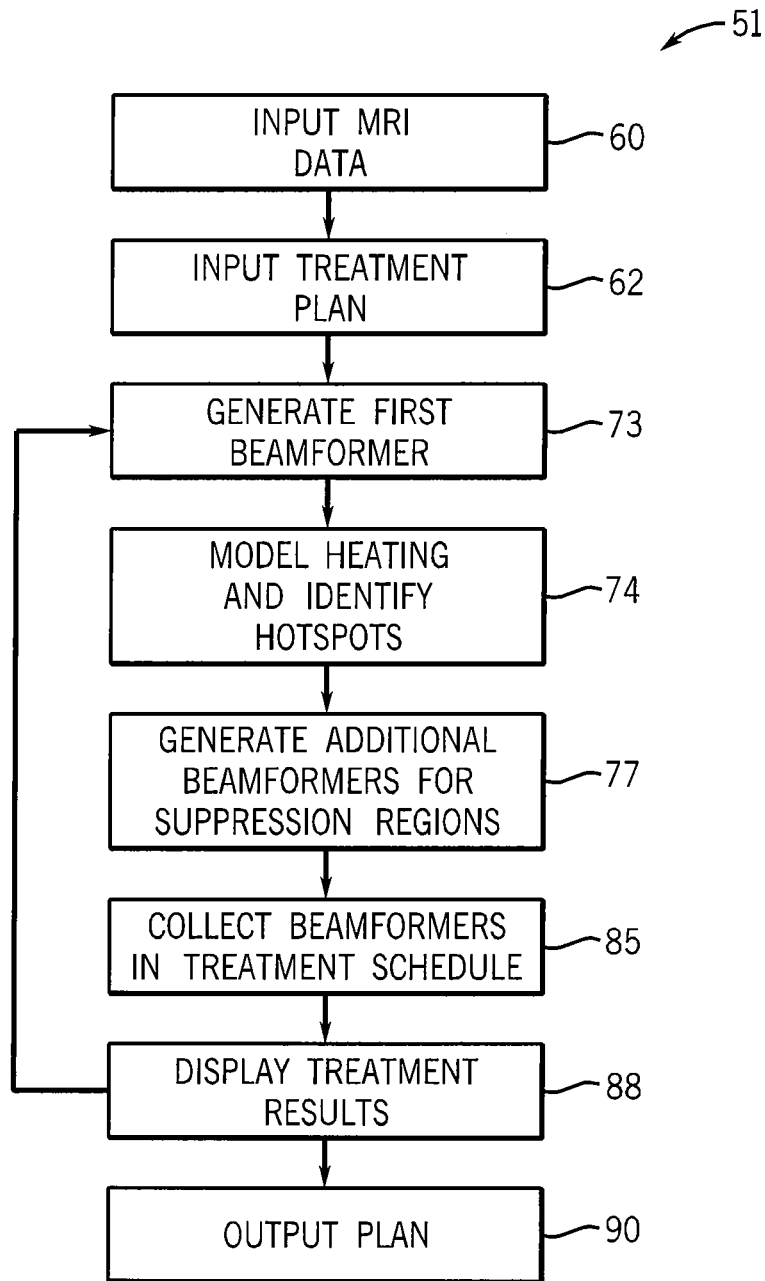 51
INPUT MRI
DATA
60
INPUT TREATMENT
PLAN
62
GENERATE FIRST
BEAMFORMER
73
MODEL HEATING
AND IDENTIFY
HOTSPOTS
74
GENERATE ADDITIONAL
BEAMFORMERS FOR
SUPPRESSION REGIONS
77
COLLECT BEAMFORMERS
IN TREATMENT SCHEDULE
85
DISPLAY TREATMENT
RESULTS
88
OUTPUT PLAN
90